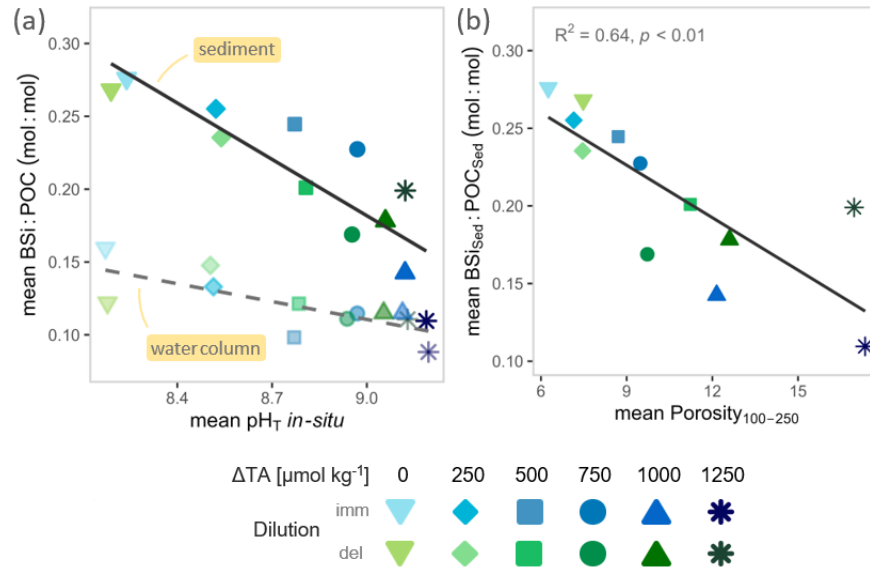 (a)
sediment
water column
0.30
0.25
0.20
0.15
0.10
mean BSi : POC (mol : mol)
8.4
8.7
9.0
mean pH_T in-situ
(b)
R² = 0.64, p < 0.01
0.30
0.25
0.20
0.15
0.10
mean BSi_Sed : POC_Sed (mol : mol)
6
9
12
15
mean Porosity_100−250
ΔTA [µmol kg⁻¹] 0 250 500 750 1000 1250
Dilution
imm
del